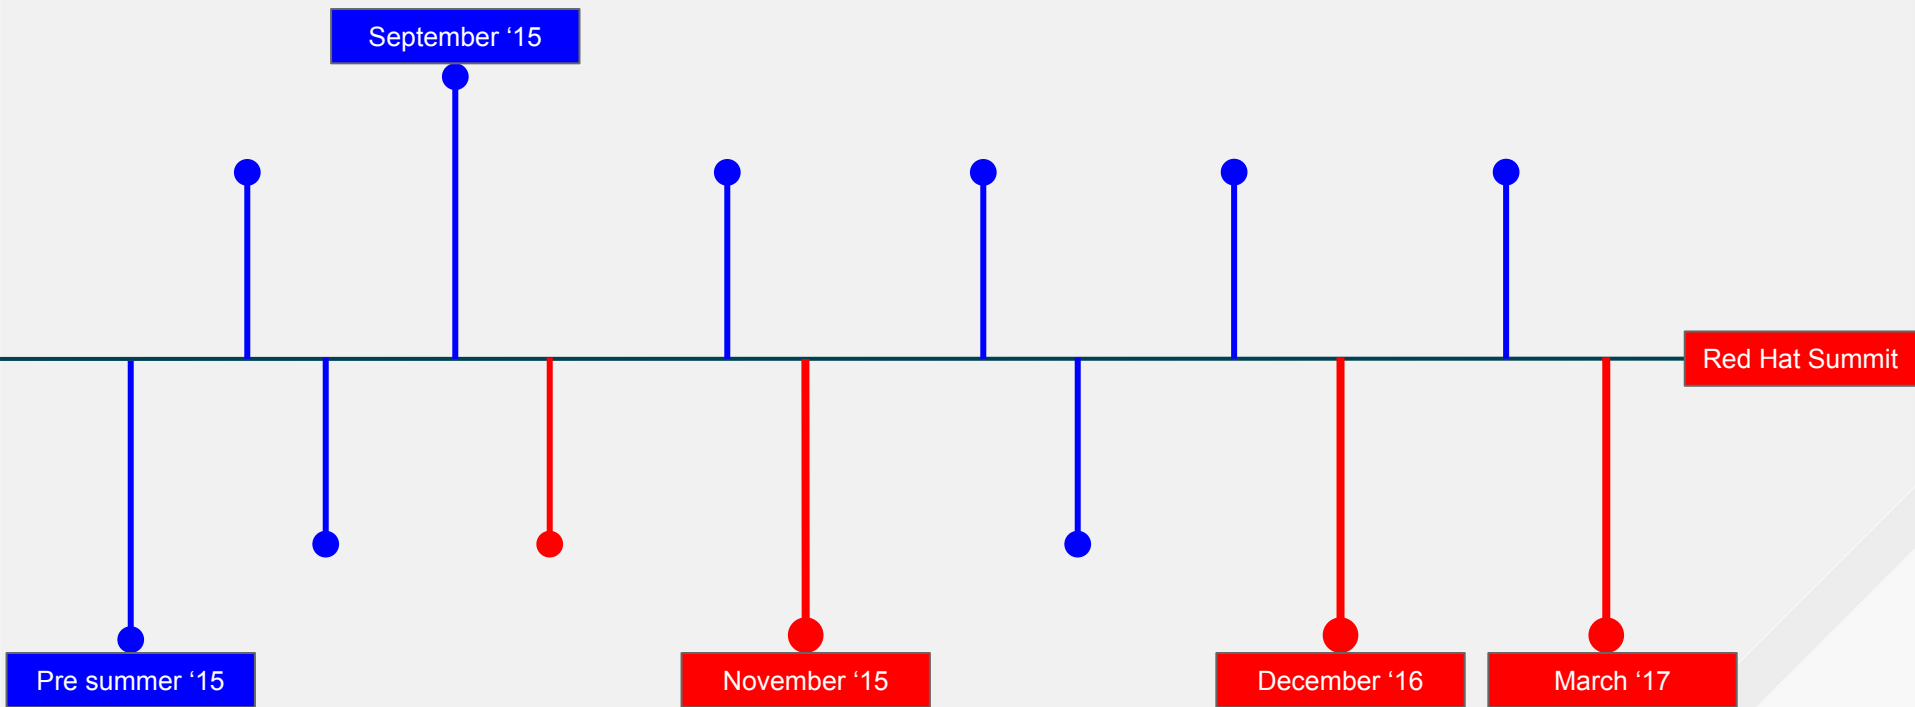 September ‘15
Red Hat Summit
Pre summer ‘15
November ‘15
December ‘16
March ‘17